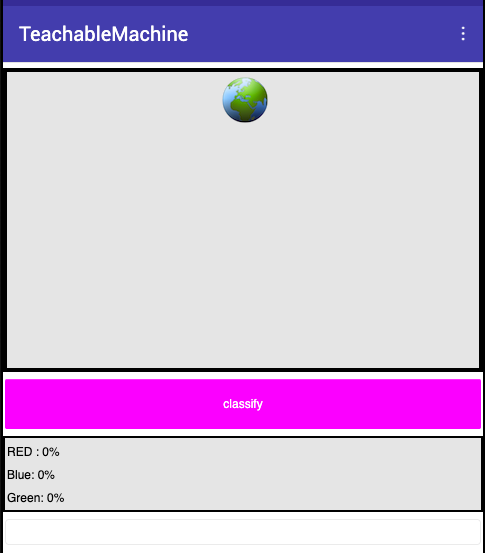 TeachableMachine
classify
RED : 0%
Blue: 0%
Green: 0%